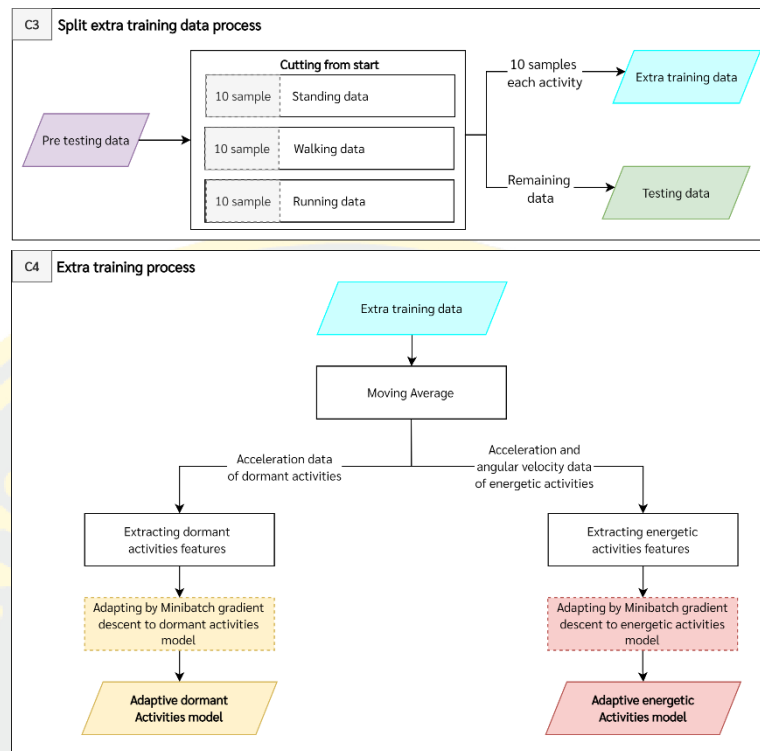 C3 Split extra training data process
Cutting from start
10 sample Standing data
10 sample Walking data
10 sample Running data
Pre testing data
10 samples
each activity
Extra training data
Remaining
data
Testing data
C4 Extra training process
Extra training data
Moving Average
Acceleration data
of dormant activities
Acceleration and
angular velocity data
of energetic activities
Extracting dormant
activities features
Extracting energetic
activities features
Adapting by Minibatch gradient
descent to dormant activities
model
Adapting by Minibatch gradient
descent to energetic activities
model
Adaptive dormant
Activities model
Adaptive energetic
Activities model